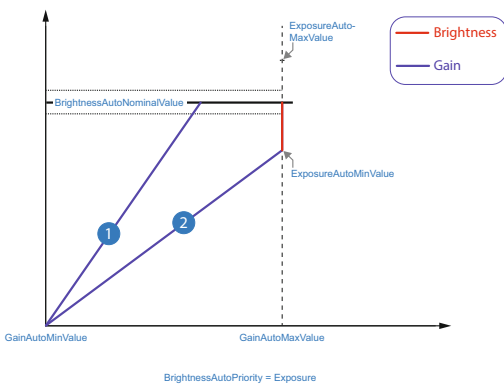 ExposureAuto-
MaxValue
Brightness
Gain
BrightnessAutoNominalValue
ExposureAutoMinValue
1
2
GainAutoMinValue
GainAutoMaxValue
BrightnessAutoPriority = Exposure